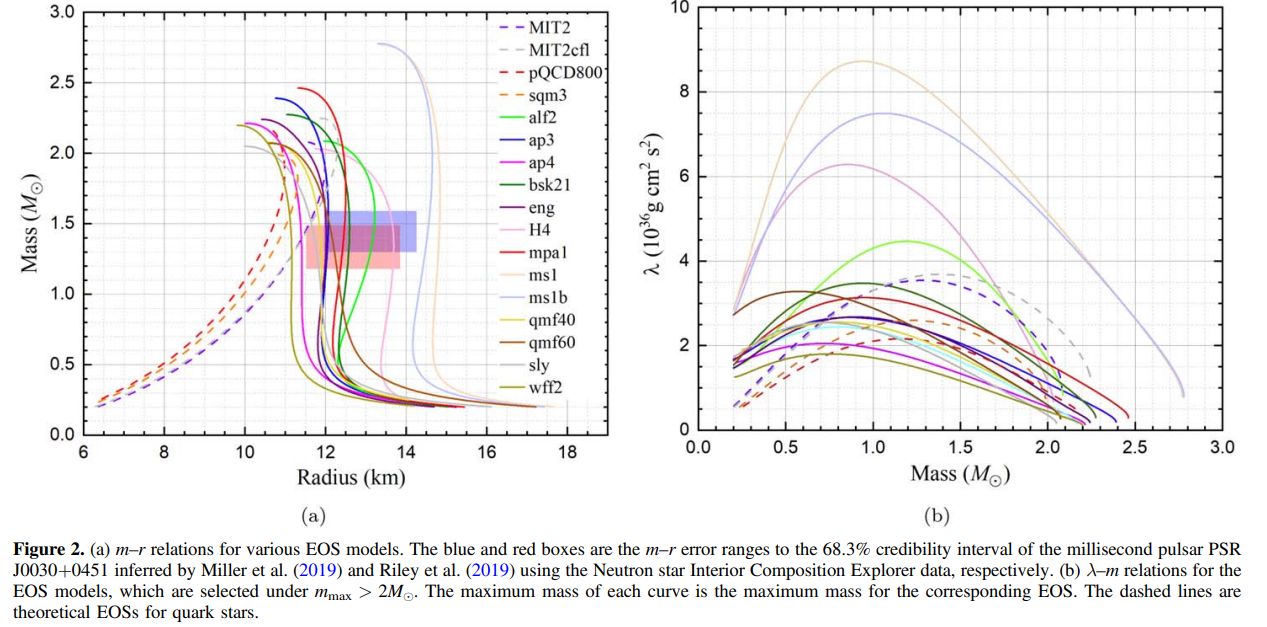 3.0
2.5
2.0
1.5
1.0
0.5
0.0
6 8 10 12 14 16 18
Mass (M☉)
Radius (km)
MIT2
MIT2cfl
pQCD800
sqm3
alf2
ap3
ap4
bsk21
eng
H4
mpa1
ms1
ms1b
qmf40
qmf60
sly
wff2
(a)
10
8
6
4
2
0
0.0 0.5 1.0 1.5 2.0 2.5 3.0
λ (10³⁶g cm² s²)
Mass (M☉)
(b)
Figure 2. (a) m–r relations for various EOS models. The blue and red boxes are the m–r error ranges to the 68.3% credibility interval of the millisecond pulsar PSR
J0030+0451 inferred by Miller et al. (2019) and Riley et al. (2019) using the Neutron star Interior Composition Explorer data, respectively. (b) λ–m relations for the
EOS models, which are selected under mmax > 2M☉. The maximum mass of each curve is the maximum mass for the corresponding EOS. The dashed lines are
theoretical EOSs for quark stars.